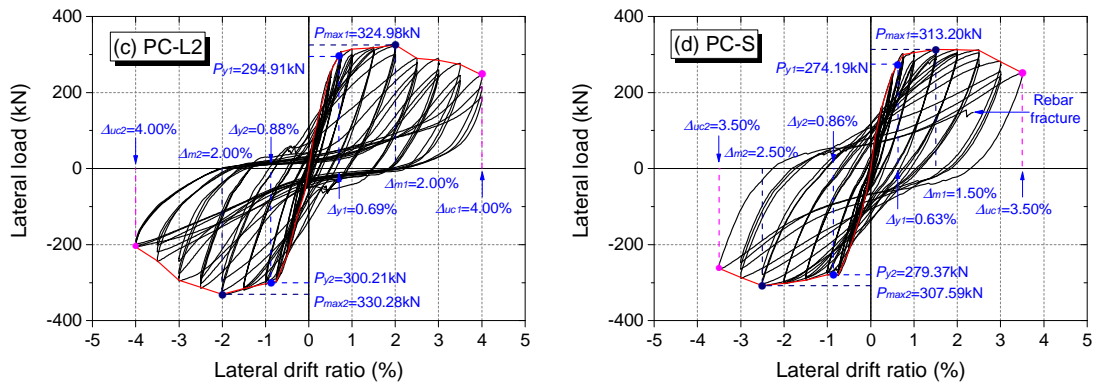 (c) PC-L2
Pmax1=324.98kN
Py1=294.91kN
Δuc2=4.00%
Δy2=0.88%
Δm2=2.00%
Δm1=2.00%
Δy1=0.69%
Δuc1=4.00%
Py2=300.21kN
Pmax2=330.28kN
Lateral load (kN)
400
200
0
-200
-400
-5 -4 -3 -2 -1 0 1 2 3 4 5
Lateral drift ratio (%)
(d) PC-S
Pmax1=313.20kN
Py1=274.19kN
Rebar
fracture
Δuc2=3.50%
Δy2=0.86%
Δm2=2.50%
Δm1=1.50%
Δy1=0.63%
Δuc1=3.50%
Py2=279.37kN
Pmax2=307.59kN
Lateral load (kN)
400
200
0
-200
-400
-5 -4 -3 -2 -1 0 1 2 3 4 5
Lateral drift ratio (%)